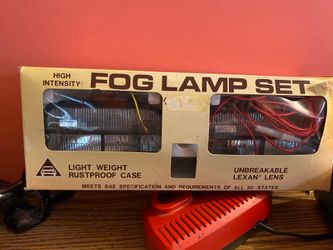 HIGH
INTENSITY
FOG LAMP SET
LIGHT WEIGHT
RUSTPROOF CASE
UNBREAKABLE
LEXAN® LENS
MEETS SAE SPECIFICATION AND REQUIREMENTS OF ALL 50 STATES